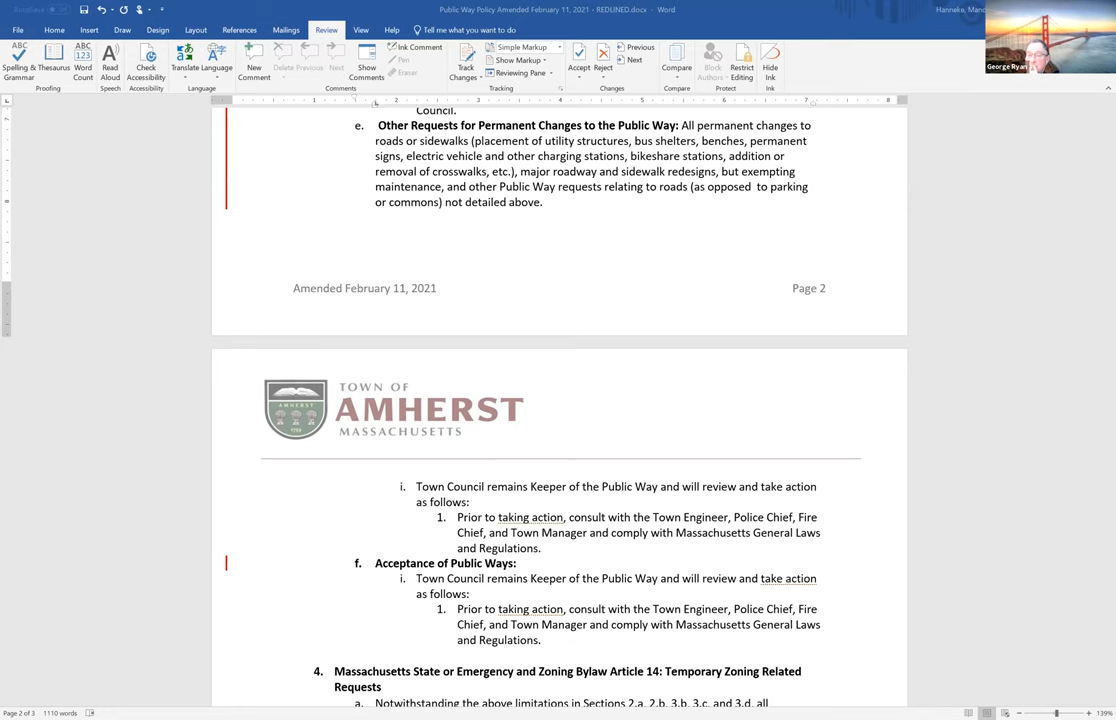 AutoSave
Public Way Policy Amended February 11, 2021 - REDLINED.docx - Word
Hanneke, Mand
File Home Insert Draw Design Layout References Mailings Review View Help Tell me what you want to do
Spelling & Grammar Thesaurus Word Count Read Aloud Check Accessibility Translate Language New Comment Delete Previous Next Show Comments Ink Comment Pen Eraser Track Changes Simple Markup Show Markup Reviewing Pane Accept Reject Previous Next Compare Block Authors Restrict Editing Hide Ink
Proofing Speech Accessibility Language Comments Tracking Changes Compare Protect Ink
George Ryan
1 2 3 4 5 6 7 8
Council.
e. Other Requests for Permanent Changes to the Public Way: All permanent changes to
roads or sidewalks (placement of utility structures, bus shelters, benches, permanent
signs, electric vehicle and other charging stations, bikeshare stations, addition or
removal of crosswalks, etc.), major roadway and sidewalk redesigns, but exempting
maintenance, and other Public Way requests relating to roads (as opposed to parking
or commons) not detailed above.
Amended February 11, 2021 Page 2
TOWN OF
AMHERST
MASSACHUSETTS
i. Town Council remains Keeper of the Public Way and will review and take action
as follows:
1. Prior to taking action, consult with the Town Engineer, Police Chief, Fire
Chief, and Town Manager and comply with Massachusetts General Laws
and Regulations.
f. Acceptance of Public Ways:
i. Town Council remains Keeper of the Public Way and will review and take action
as follows:
1. Prior to taking action, consult with the Town Engineer, Police Chief, Fire
Chief, and Town Manager and comply with Massachusetts General Laws
and Regulations.
4. Massachusetts State or Emergency and Zoning Bylaw Article 14: Temporary Zoning Related
Requests
a. Notwithstanding the above limitations in Sections 2.a, 2.b, 3.b, 3.c, and 3.d, all
Page 2 of 3 1110 words 139%